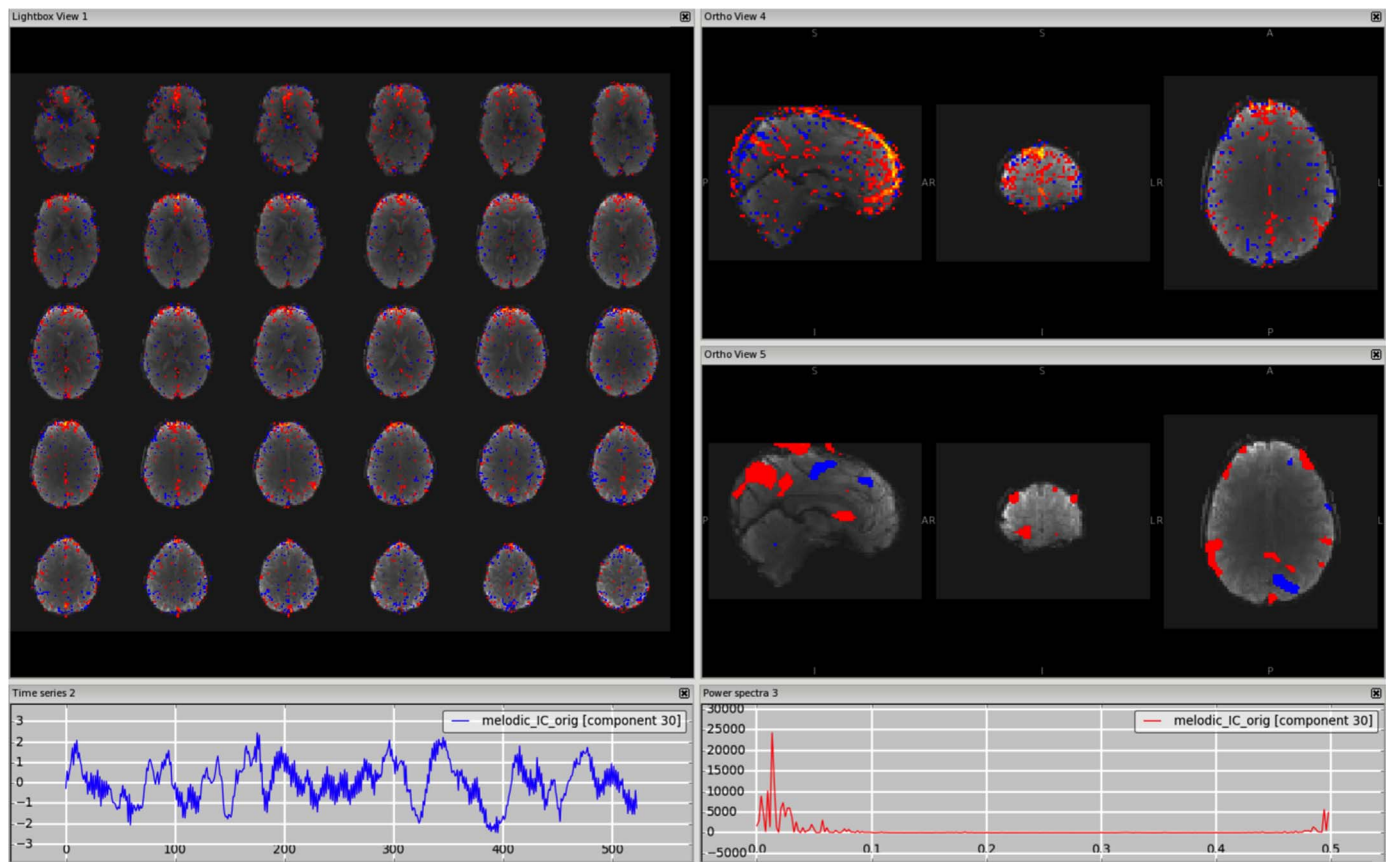 Lightbox View 1
Ortho View 4
S S A
P AR LR L
I I P
Ortho View 5
S S A
P AR LR L
I I P
Time series 2
melodic_IC_orig [component 30]
3
2
1
0
-1
-2
-3
0 100 200 300 400 500
Power spectra 3
melodic_IC_orig [component 30]
30000
25000
20000
15000
10000
5000
0
-5000
0.0 0.1 0.2 0.3 0.4 0.5